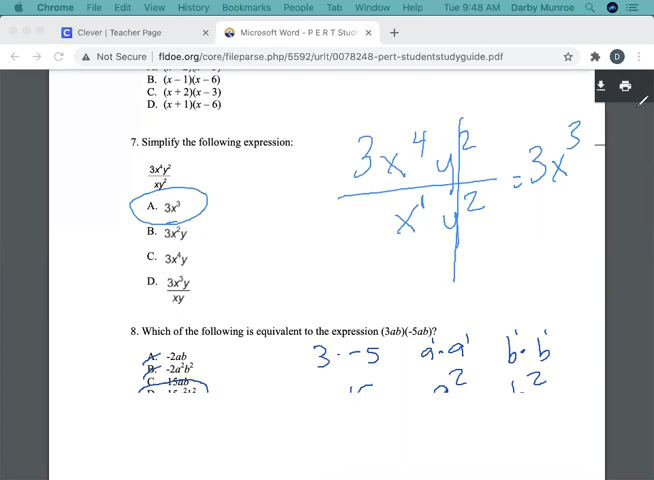 Chrome File Edit View History Bookmarks People Tab Window Help Tue 9:48 AM Darby Munroe
Clever | Teacher Page
Microsoft Word - P E R T Stud
Not Secure | fldoe.org/core/fileparse.php/5592/urlt/0078248-pert-studentstudyguide.pdf
D
B. (x – 1)(x – 6)
C. (x + 2)(x – 3)
D. (x + 1)(x – 6)
7. Simplify the following expression:
3x⁴y²
xy²
A. 3x³
B. 3x²y
C. 3x⁴y
D. 3x³y
xy
3x⁴y²
x¹y²
= 3x³
8. Which of the following is equivalent to the expression (3ab)(-5ab)?
A. -2ab
B. -2a²b²
C. -15ab
3 · -5 a¹·a¹ b¹·b¹